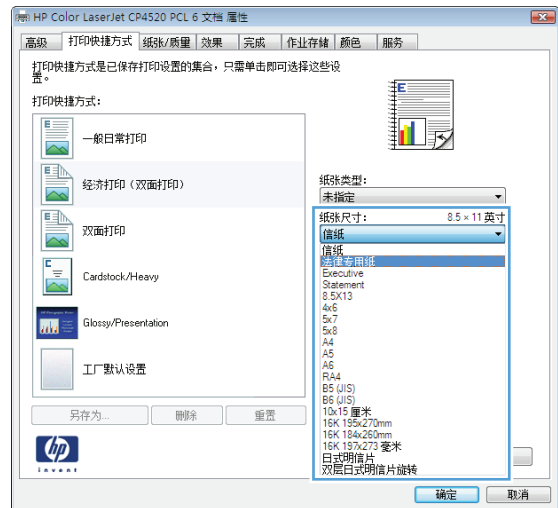 HP Color LaserJet CP4520 PCL 6 文档 属性
高级 打印快捷方式 纸张/质量 效果 完成 作业存储 颜色 服务
打印快捷方式是已保存打印设置的集合，只需单击即可选择这些设
置。
打印快捷方式:
一般日常打印
经济打印（双面打印）
双面打印
Cardstock/Heavy
Glossy/Presentation
工厂默认设置
另存为... 删除 重置
纸张类型:
未指定
纸张尺寸: 8.5 × 11 英寸
信纸
信纸
法律专用纸
Executive
Statement
8.5X13
4x6
5x7
5x8
A4
A5
A6
RA4
B5 (JIS)
B6 (JIS)
10x15 厘米
16K 195x270mm
16K 184x260mm
16K 197x273 毫米
日式明信片
双层日式明信片旋转
hp
invent
确定 取消